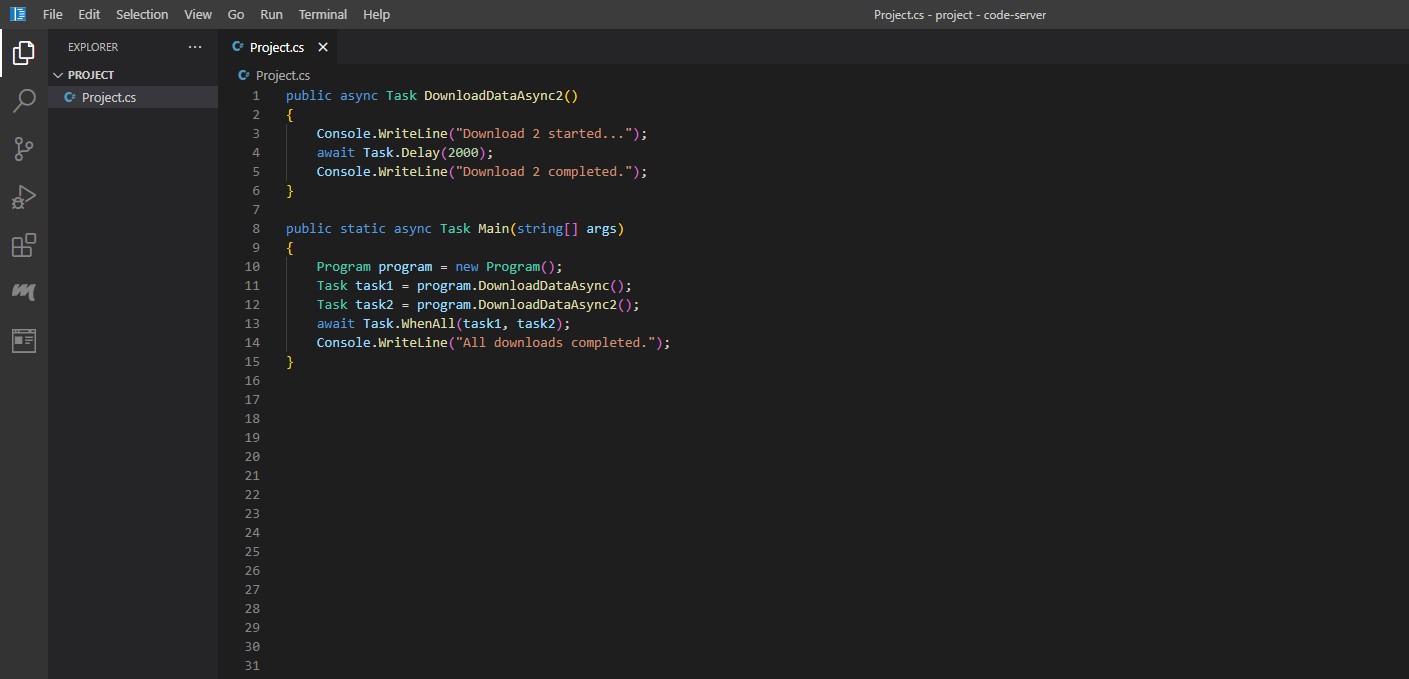 File Edit Selection View Go Run Terminal Help Project.cs - project - code-server
EXPLORER ··· C# Project.cs ×
PROJECT
C# Project.cs
C# Project.cs
1 public async Task DownloadDataAsync2()
2 {
3 Console.WriteLine("Download 2 started...");
4 await Task.Delay(2000);
5 Console.WriteLine("Download 2 completed.");
6 }
7
8 public static async Task Main(string[] args)
9 {
10 Program program = new Program();
11 Task task1 = program.DownloadDataAsync();
12 Task task2 = program.DownloadDataAsync2();
13 await Task.WhenAll(task1, task2);
14 Console.WriteLine("All downloads completed.");
15 }
16
17
18
19
20
21
22
23
24
25
26
27
28
29
30
31